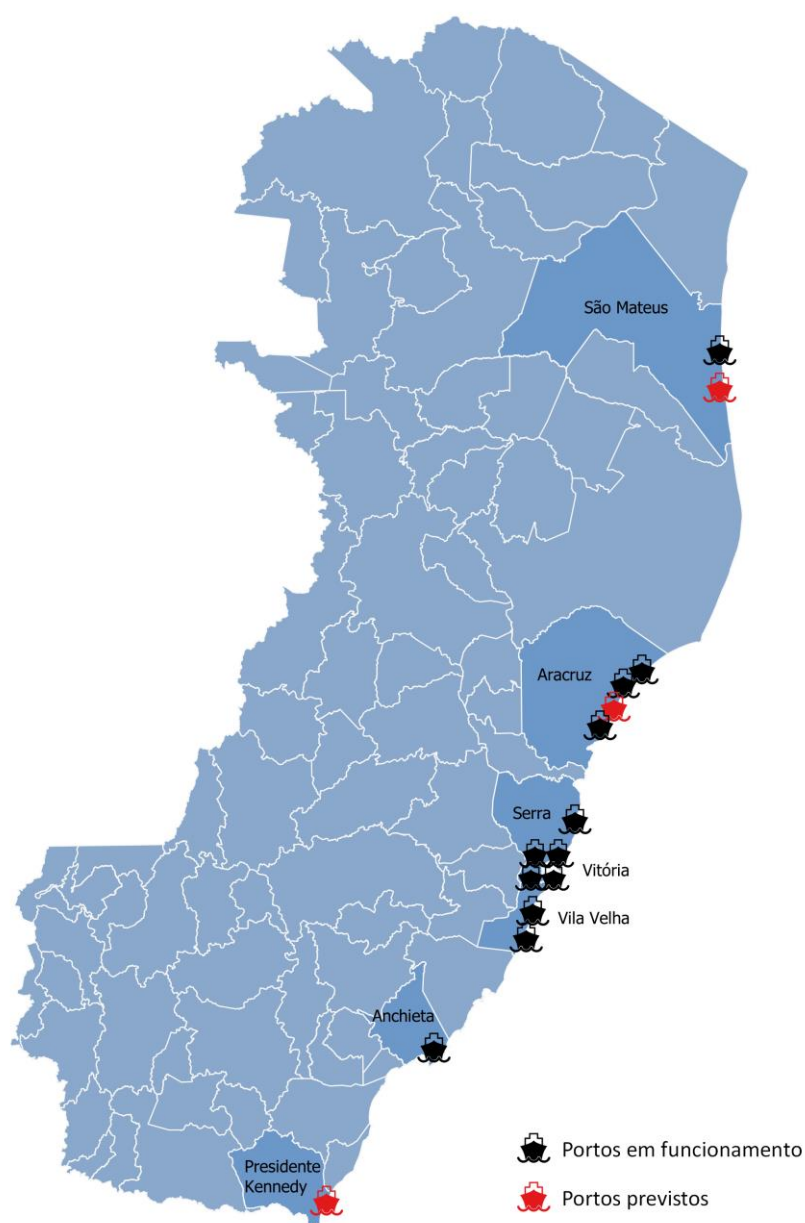 São Mateus
Aracruz
Serra
Vitória
Vila Velha
Anchieta
Presidente
Kennedy
Portos em funcionamento
Portos previstos